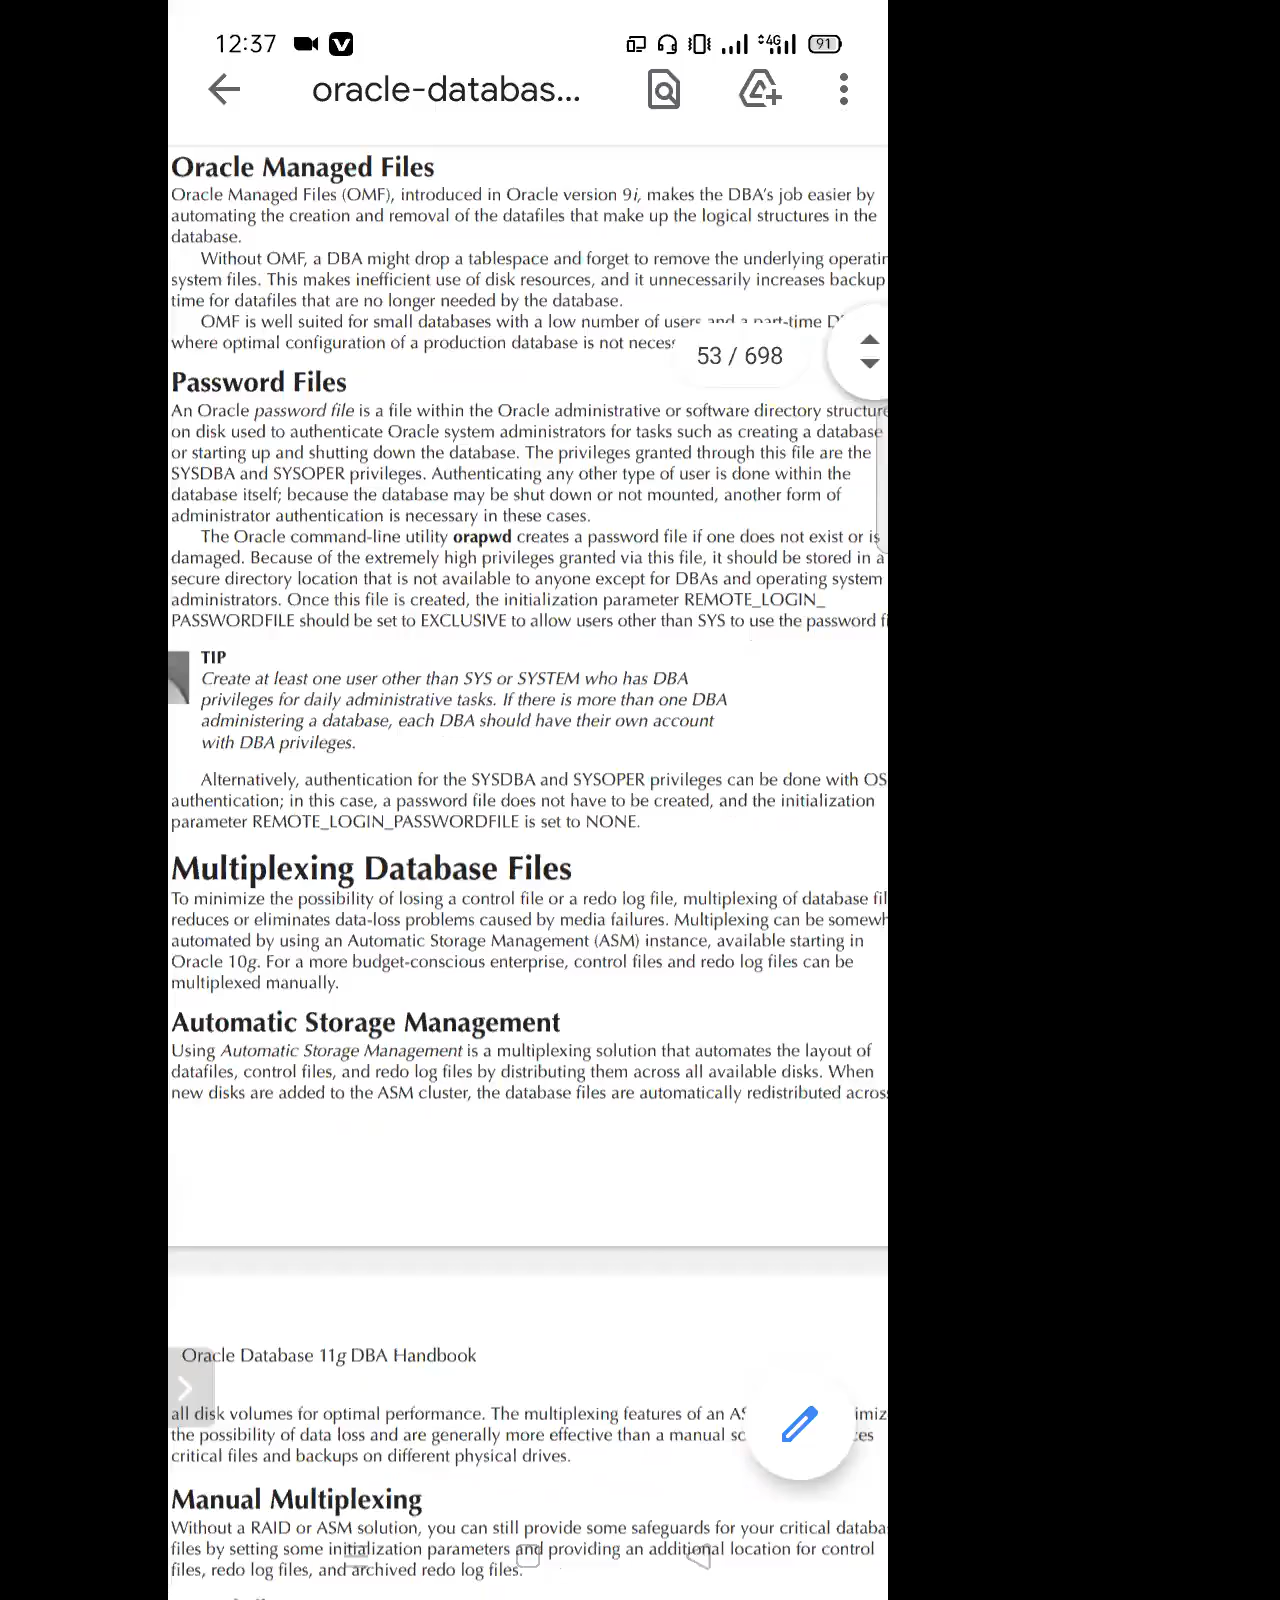 12:37
4G
91
oracle-databas...
Oracle Managed Files
Oracle Managed Files (OMF), introduced in Oracle version 9i, makes the DBA's job easier by
automating the creation and removal of the datafiles that make up the logical structures in the
database.
Without OMF, a DBA might drop a tablespace and forget to remove the underlying operatin
system files. This makes inefficient use of disk resources, and it unnecessarily increases backup
time for datafiles that are no longer needed by the database.
OMF is well suited for small databases with a low number of users and a part-time D
where optimal configuration of a production database is not necess
53 / 698
Password Files
An Oracle password file is a file within the Oracle administrative or software directory structure
on disk used to authenticate Oracle system administrators for tasks such as creating a database
or starting up and shutting down the database. The privileges granted through this file are the
SYSDBA and SYSOPER privileges. Authenticating any other type of user is done within the
database itself; because the database may be shut down or not mounted, another form of
administrator authentication is necessary in these cases.
The Oracle command-line utility orapwd creates a password file if one does not exist or is
damaged. Because of the extremely high privileges granted via this file, it should be stored in a
secure directory location that is not available to anyone except for DBAs and operating system
administrators. Once this file is created, the initialization parameter REMOTE_LOGIN_
PASSWORDFILE should be set to EXCLUSIVE to allow users other than SYS to use the password fi
TIP
Create at least one user other than SYS or SYSTEM who has DBA
privileges for daily administrative tasks. If there is more than one DBA
administering a database, each DBA should have their own account
with DBA privileges.
Alternatively, authentication for the SYSDBA and SYSOPER privileges can be done with OS
authentication; in this case, a password file does not have to be created, and the initialization
parameter REMOTE_LOGIN_PASSWORDFILE is set to NONE.
Multiplexing Database Files
To minimize the possibility of losing a control file or a redo log file, multiplexing of database fil
reduces or eliminates data-loss problems caused by media failures. Multiplexing can be somewh
automated by using an Automatic Storage Management (ASM) instance, available starting in
Oracle 10g. For a more budget-conscious enterprise, control files and redo log files can be
multiplexed manually.
Automatic Storage Management
Using Automatic Storage Management is a multiplexing solution that automates the layout of
datafiles, control files, and redo log files by distributing them across all available disks. When
new disks are added to the ASM cluster, the database files are automatically redistributed across
Oracle Database 11g DBA Handbook
all disk volumes for optimal performance. The multiplexing features of an AS imiz
the possibility of data loss and are generally more effective than a manual sc ces
critical files and backups on different physical drives.
Manual Multiplexing
Without a RAID or ASM solution, you can still provide some safeguards for your critical databa
files by setting some initialization parameters and providing an additional location for control
files, redo log files, and archived redo log files.